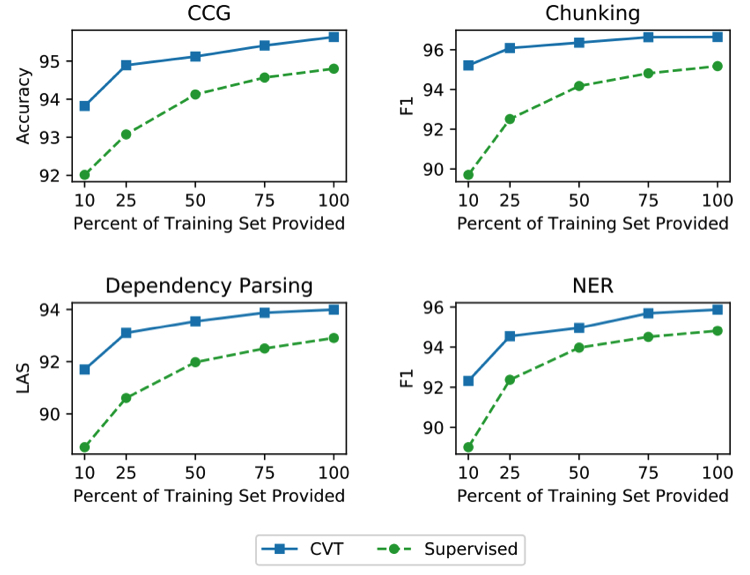 CCG
Accuracy
95
94
93
92
10 25 50 75 100
Percent of Training Set Provided
Chunking
F1
96
94
92
90
10 25 50 75 100
Percent of Training Set Provided
Dependency Parsing
LAS
94
92
90
10 25 50 75 100
Percent of Training Set Provided
NER
F1
96
94
92
90
10 25 50 75 100
Percent of Training Set Provided
CVT Supervised